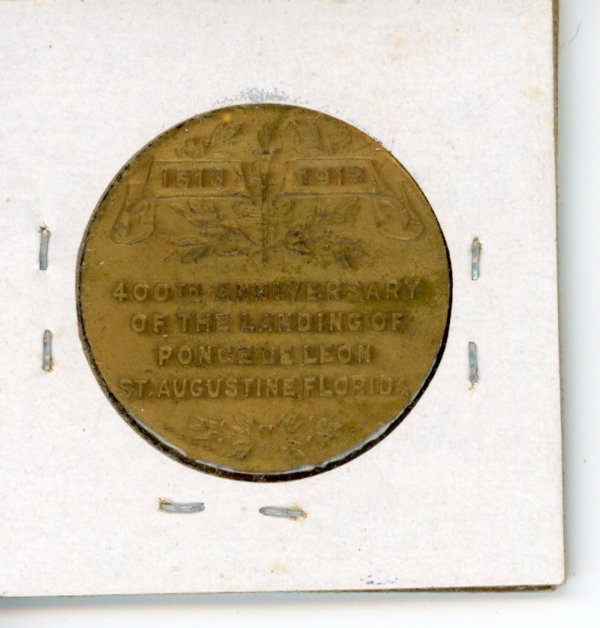 1513 1913
400TH ANNIVERSARY
OF THE LANDING OF
PONCE DE LEON
ST. AUGUSTINE, FLORIDA